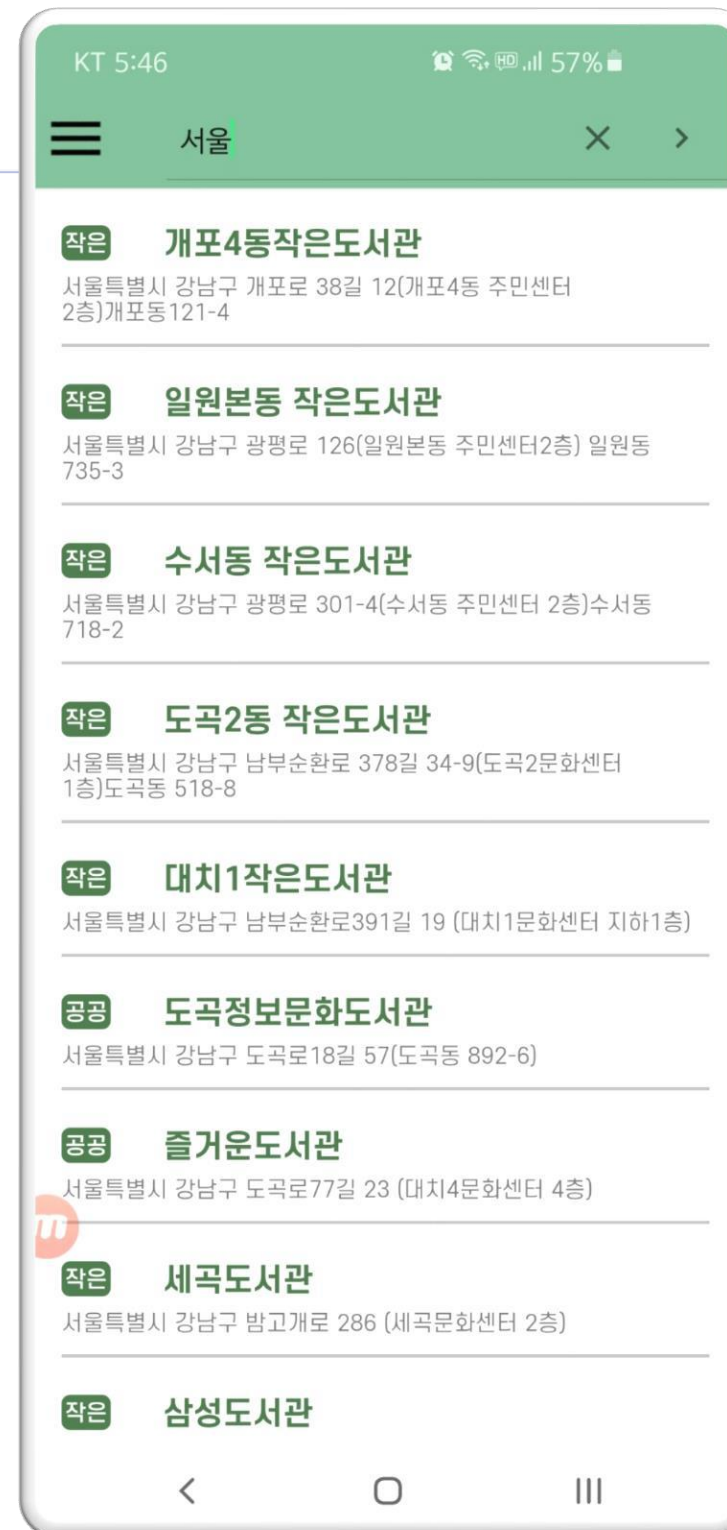 KT 5:46 HD 57%
서울
작은 개포4동작은도서관
서울특별시 강남구 개포로 38길 12(개포4동 주민센터
2층)개포동121-4
작은 일원본동 작은도서관
서울특별시 강남구 광평로 126(일원본동 주민센터2층) 일원동
735-3
작은 수서동 작은도서관
서울특별시 강남구 광평로 301-4(수서동 주민센터 2층)수서동
718-2
작은 도곡2동 작은도서관
서울특별시 강남구 남부순환로 378길 34-9(도곡2문화센터
1층)도곡동 518-8
작은 대치1작은도서관
서울특별시 강남구 남부순환로391길 19 (대치1문화센터 지하1층)
공공 도곡정보문화도서관
서울특별시 강남구 도곡로18길 57(도곡동 892-6)
공공 즐거운도서관
서울특별시 강남구 도곡로77길 23 (대치4문화센터 4층)
m
작은 세곡도서관
서울특별시 강남구 밤고개로 286 (세곡문화센터 2층)
작은 삼성도서관